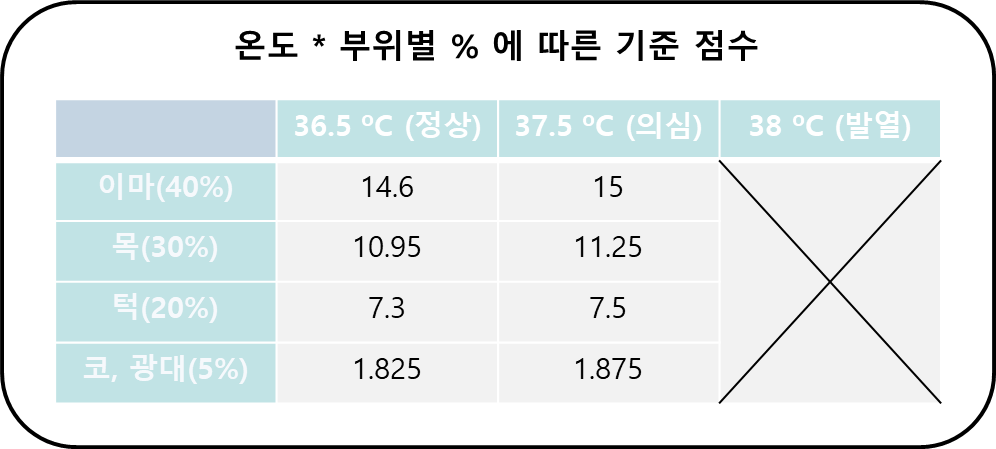 온도 * 부위별 % 에 따른 기준 점수
36.5 ºC (정상) 37.5 ºC (의심) 38 ºC (발열)
이마(40%) 14.6 15
목(30%) 10.95 11.25
턱(20%) 7.3 7.5
코, 광대(5%) 1.825 1.875